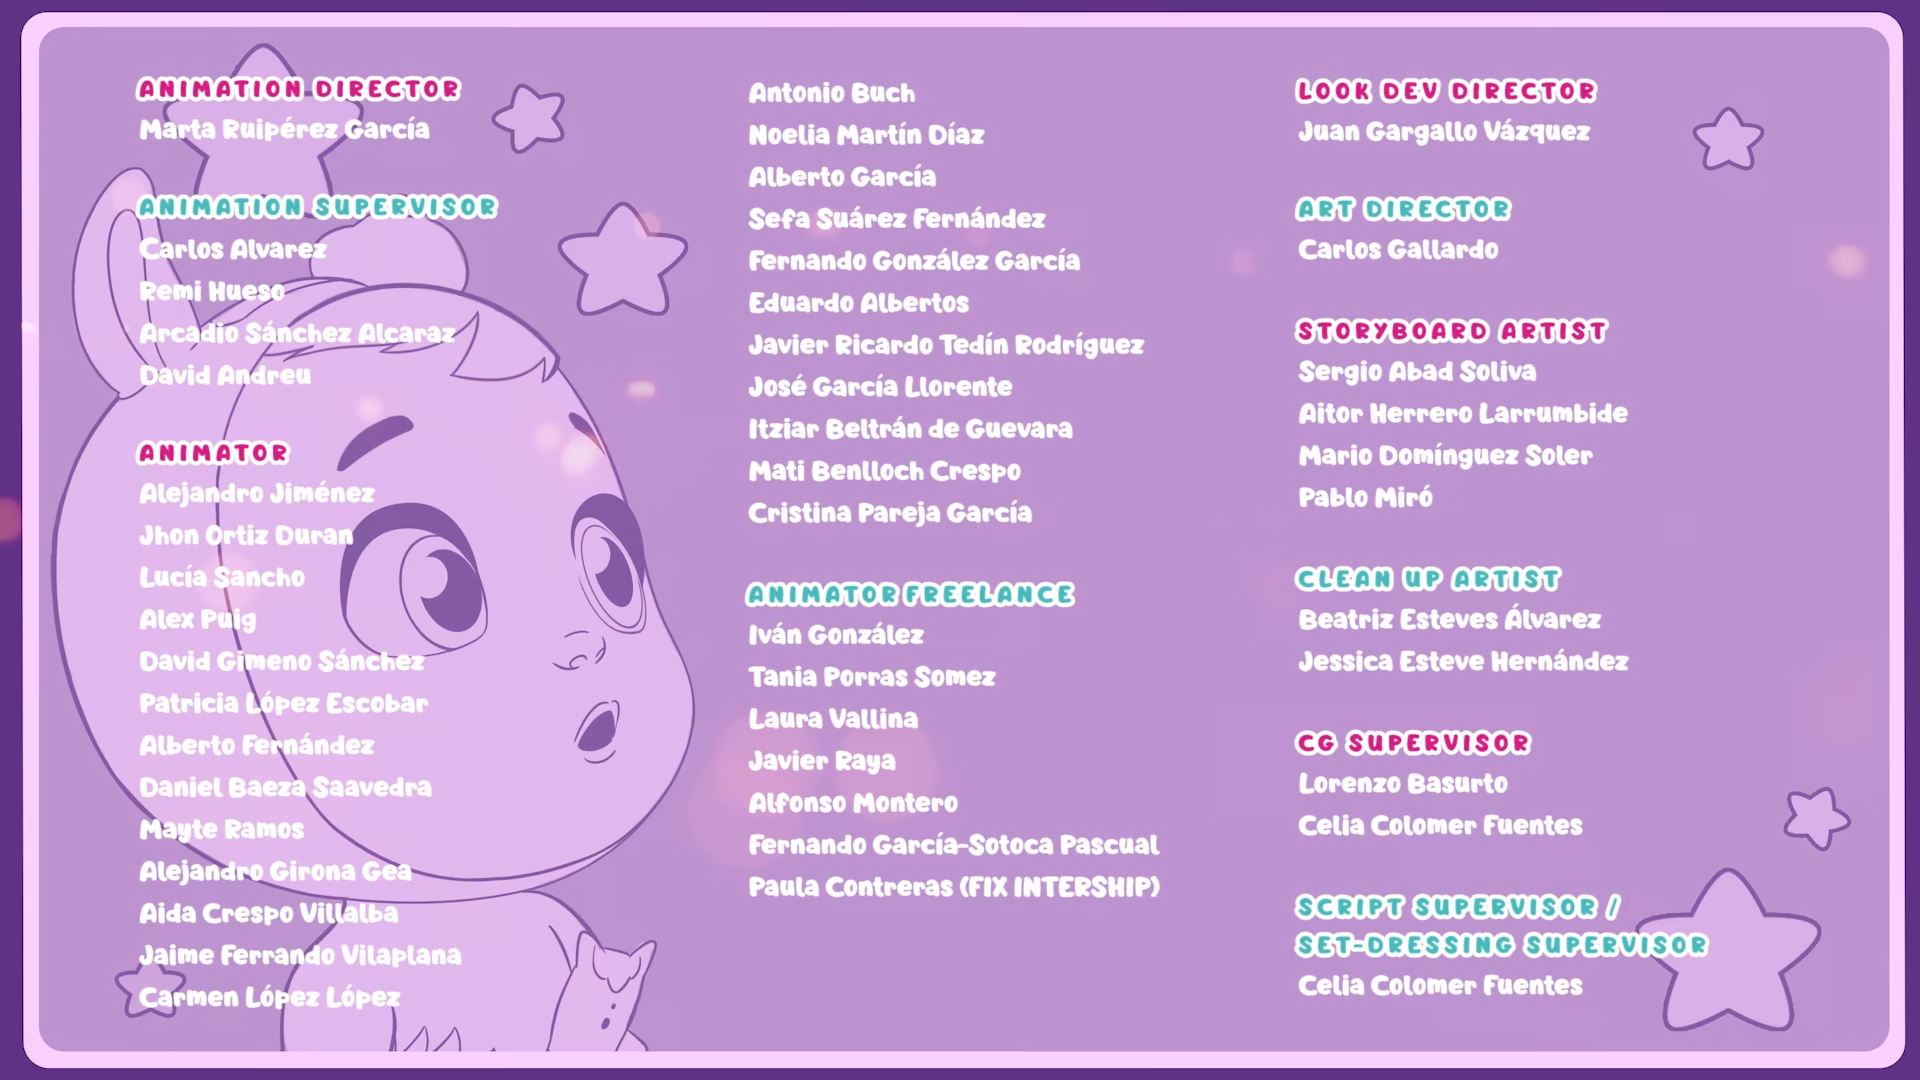 ANIMATION DIRECTOR
Marta Ruipérez García
ANIMATION SUPERVISOR
Carlos Alvarez
Remi Hueso
Arcadio Sánchez Alcaraz
David Andreu
ANIMATOR
Alejandro Jiménez
Jhon Ortiz Duran
Lucía Sancho
Alex Puig
David Gimeno Sánchez
Patricia López Escobar
Alberto Fernández
Daniel Baeza Saavedra
Mayte Ramos
Alejandro Girona Gea
Aida Crespo Villalba
Jaime Ferrando Vilaplana
Carmen López López
Antonio Buch
Noelia Martín Díaz
Alberto García
Sefa Suárez Fernández
Fernando González García
Eduardo Albertos
Javier Ricardo Tedín Rodríguez
José García Llorente
Itziar Beltrán de Guevara
Mati Benlloch Crespo
Cristina Pareja García
ANIMATOR FREELANCE
Iván González
Tania Porras Somez
Laura Vallina
Javier Raya
Alfonso Montero
Fernando García-Sotoca Pascual
Paula Contreras (FIX INTERSHIP)
LOOK DEV DIRECTOR
Juan Gargallo Vázquez
ART DIRECTOR
Carlos Gallardo
STORYBOARD ARTIST
Sergio Abad Soliva
Aitor Herrero Larrumbide
Mario Domínguez Soler
Pablo Miró
CLEAN UP ARTIST
Beatriz Esteves Álvarez
Jessica Esteve Hernández
CG SUPERVISOR
Lorenzo Basurto
Celia Colomer Fuentes
SCRIPT SUPERVISOR /
SET-DRESSING SUPERVISOR
Celia Colomer Fuentes